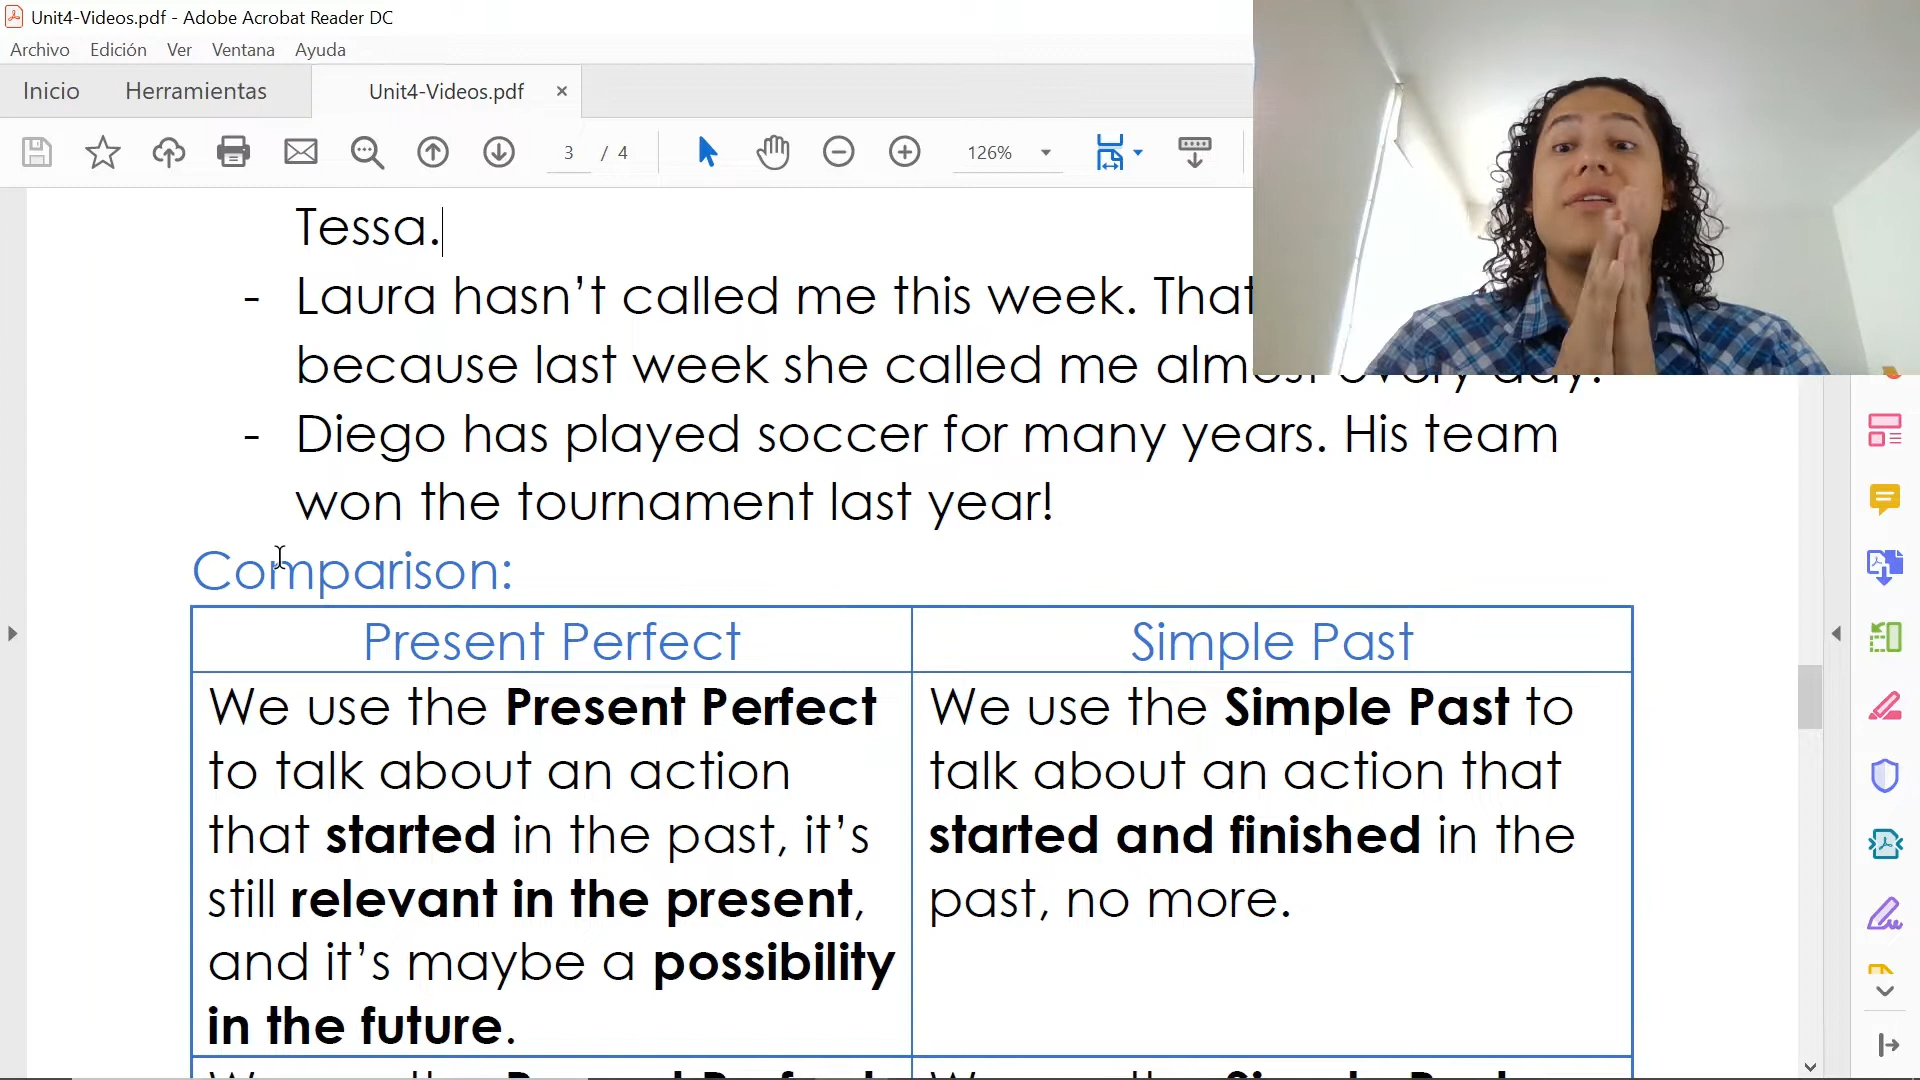 Unit4-Videos.pdf - Adobe Acrobat Reader DC
Archivo Edición Ver Ventana Ayuda
Inicio Herramientas Unit4-Videos.pdf ×
3 / 4 126%
Tessa.
- Laura hasn’t called me this week. That
because last week she called me almost every day.
- Diego has played soccer for many years. His team
won the tournament last year!
Comparison:
Present Perfect Simple Past
We use the Present Perfect
to talk about an action
that started in the past, it’s
still relevant in the present,
and it’s maybe a possibility
in the future.
We use the Simple Past to
talk about an action that
started and finished in the
past, no more.